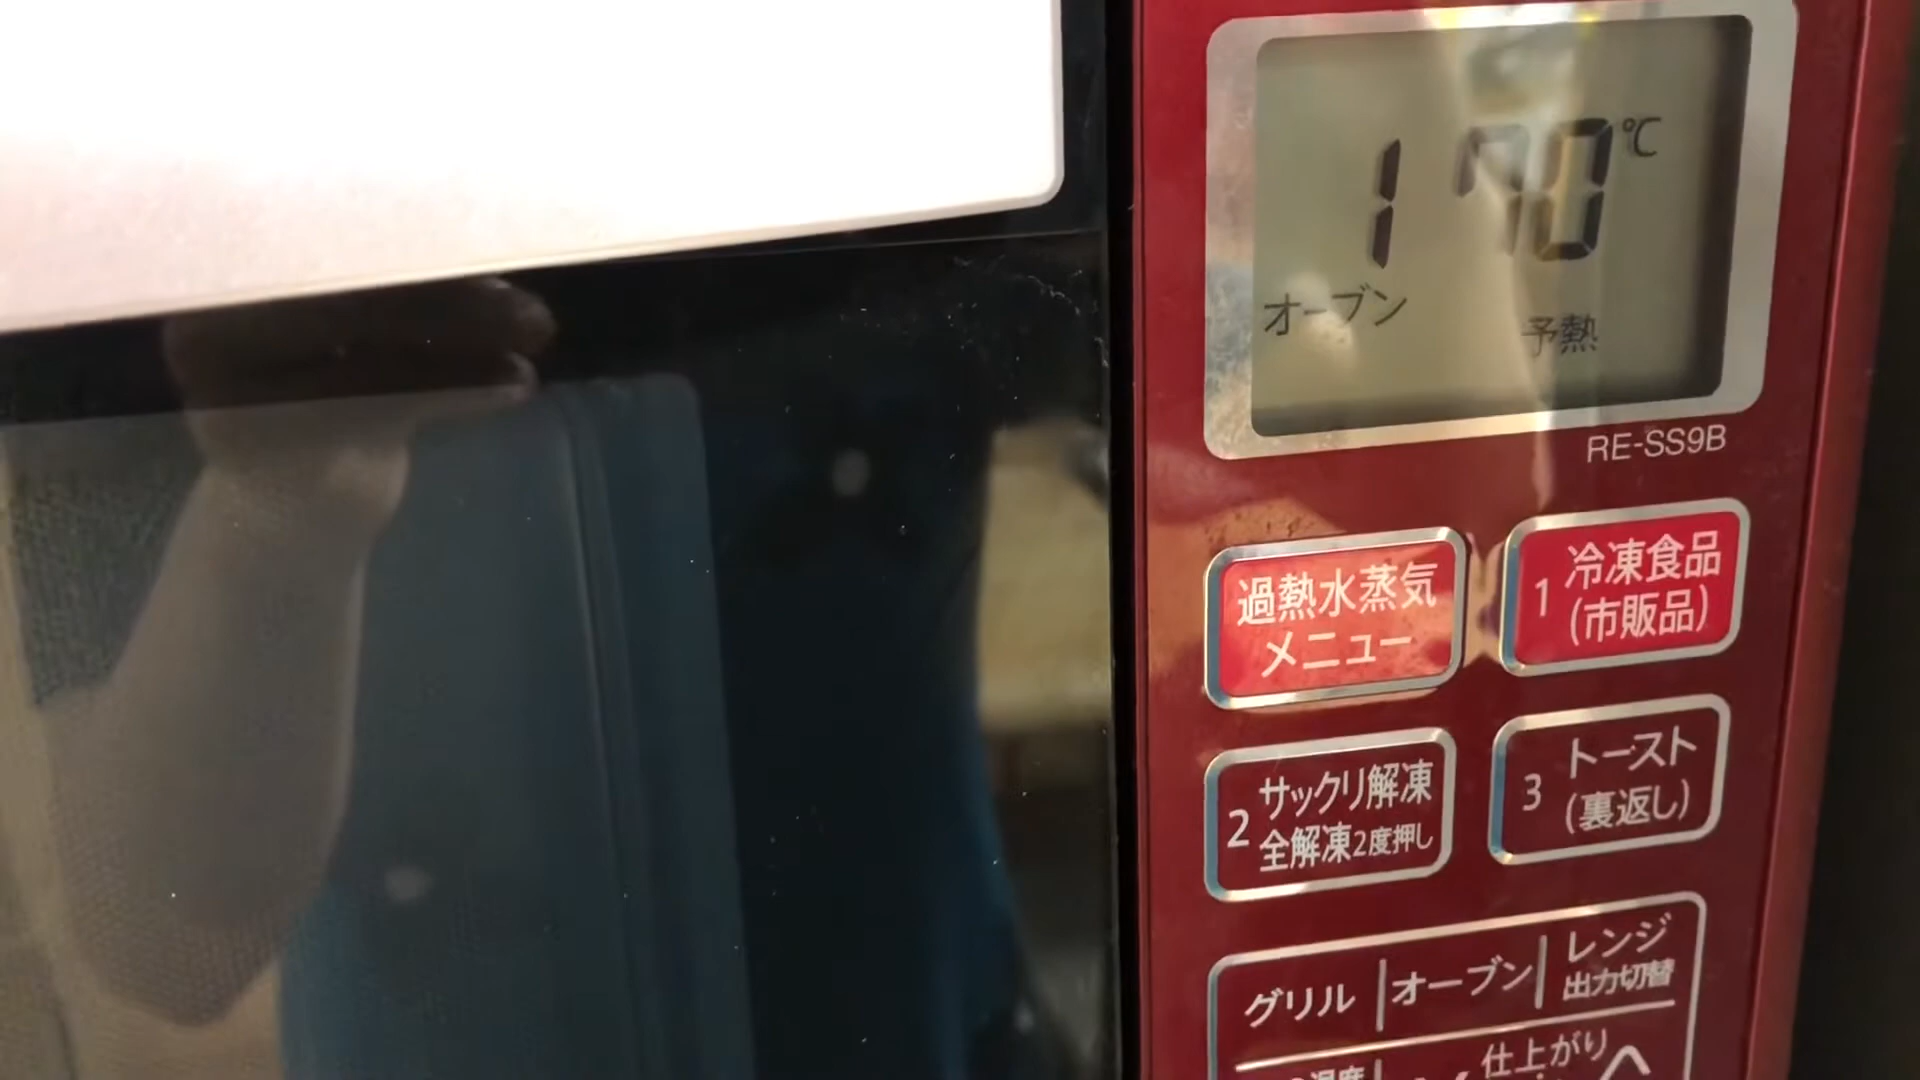 170℃
オーブン
予熱
RE-SS9B
過熱水蒸気
メニュー
1 冷凍食品
(市販品)
2 サックリ解凍
全解凍2度押し
3 トースト
(裏返し)
グリル|オーブン|レンジ
出力切替
仕上がり
温度